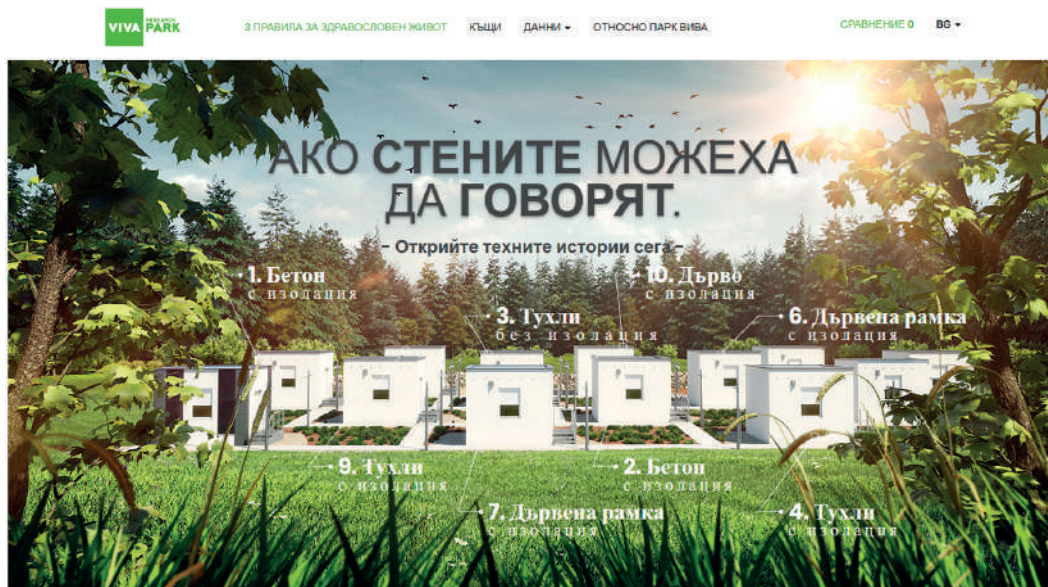 VIVA RESEARCH PARK
3 ПРАВИЛА ЗА ЗДРАВОСЛОВЕН ЖИВОТ КЪЩИ ДАННИ ОТНОСНО ПАРК ВИВА СРАВНЕНИЕ 0 BG
АКО СТЕНИТЕ МОЖЕХА
ДА ГОВОРЯТ.
- Открийте техните истории сега -
1. Бетон
с изолация
10. Дърво
с изолация
3. Тухли
без изолация
6. Дървена рамка
с изолация
9. Тухли
с изолация
2. Бетон
с изолация
7. Дървена рамка
с изолация
4. Тухли
с изолация